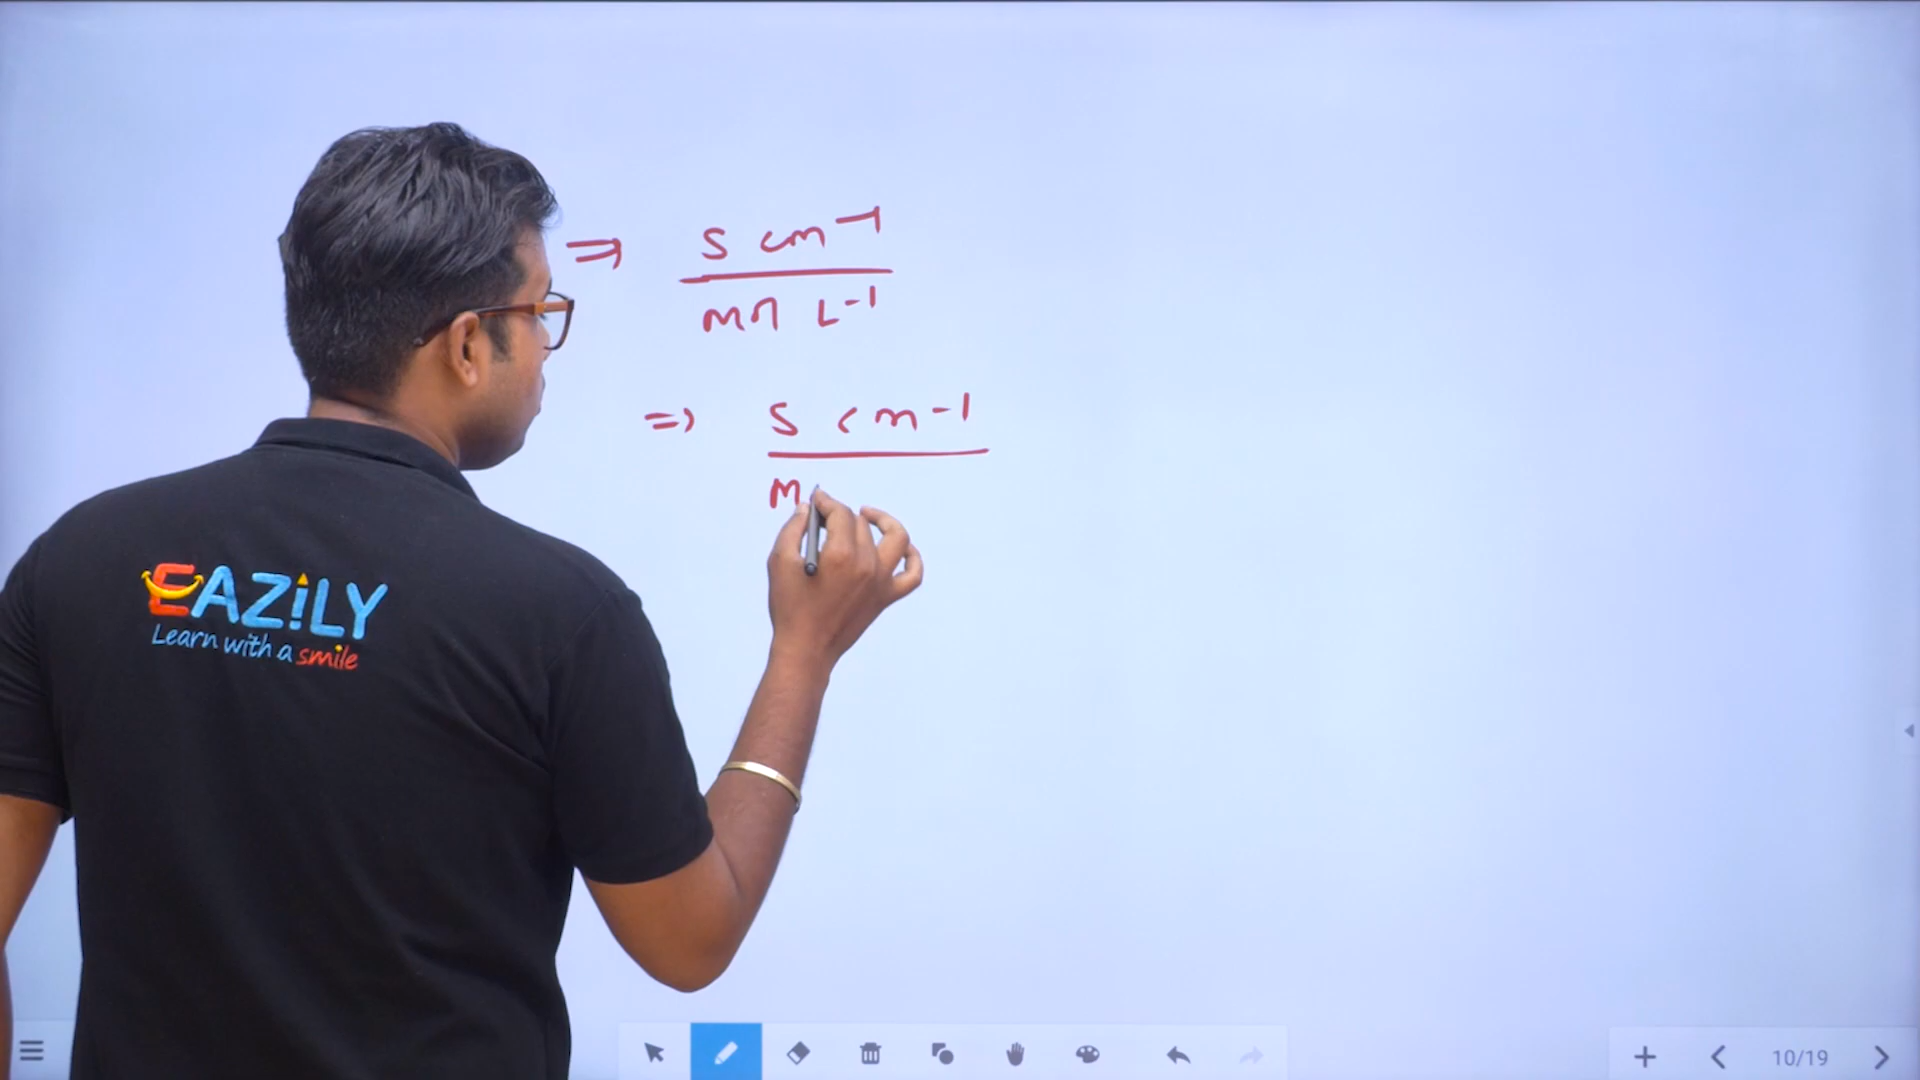 ⇒ S cm⁻¹
mol L⁻¹
⇒ S cm⁻¹
m
EAZiLY
Learn with a smile
10/19